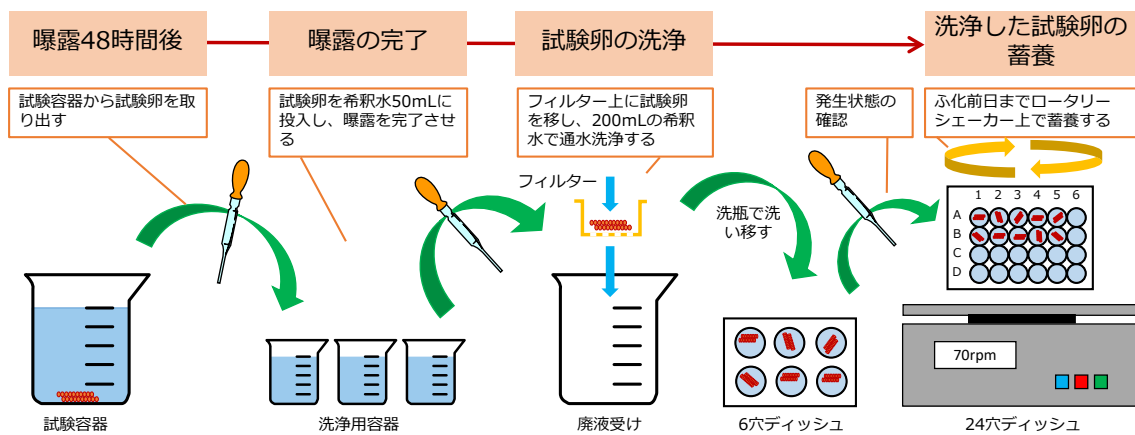 曝露48時間後
曝露の完了
試験卵の洗浄
洗浄した試験卵の
蓄養
試験容器から試験卵を取
り出す
試験卵を希釈水50mLに
投入し、曝露を完了させ
る
フィルター上に試験卵
を移し、200mLの希釈
水で通水洗浄する
発生状態の
確認
ふ化前日までロータリー
シェーカー上で蓄養する
フィルター
洗瓶で洗
い移す
1 2 3 4 5 6
A
B
C
D
70rpm
試験容器
洗浄用容器
廃液受け
6穴ディッシュ
24穴ディッシュ